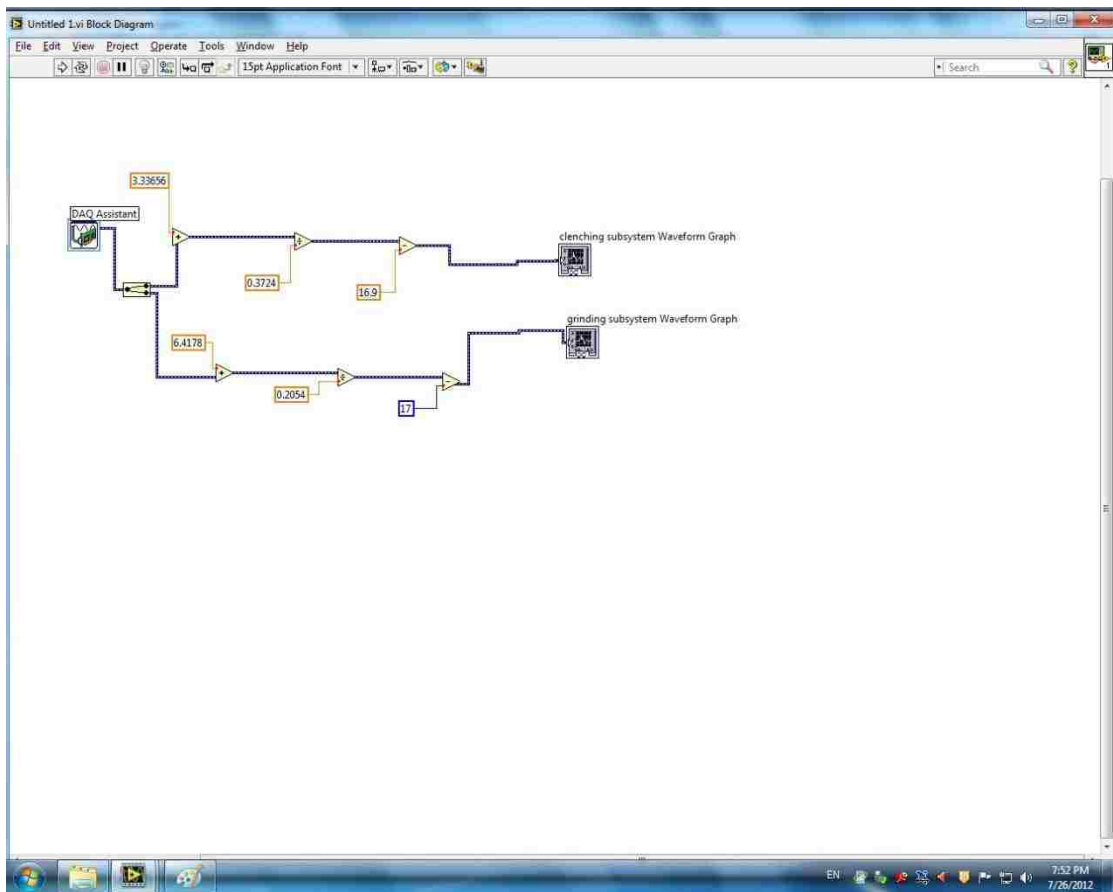 Untitled 1.vi Block Diagram
File Edit View Project Operate Tools Window Help
15pt Application Font
Search
1
3.33656
DAQ Assistant
clenching subsystem Waveform Graph
0.3724
16.9
grinding subsystem Waveform Graph
6.4178
0.2054
17
EN
7:52 PM
7/26/2012